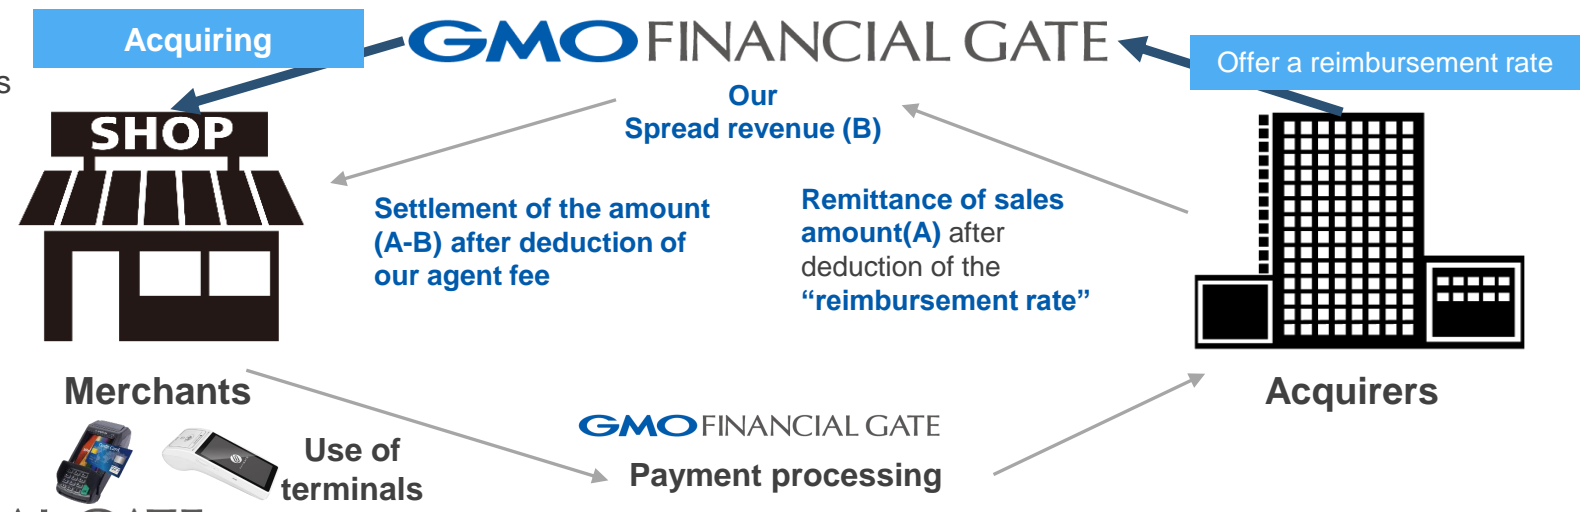 Acquiring
GMO FINANCIAL GATE
Offer a reimbursement rate
s
SHOP
Our
Spread revenue (B)
Settlement of the amount
(A-B) after deduction of
our agent fee
Remittance of sales
amount(A) after
deduction of the
“reimbursement rate”
Merchants
Acquirers
GMO FINANCIAL GATE
Use of
terminals
Payment processing